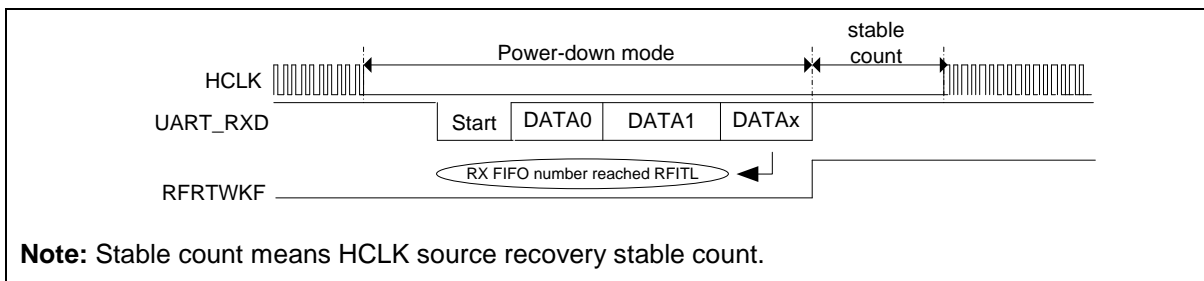 stable
count
Power-down mode
HCLK
UART_RXD
Start DATA0 DATA1 DATAx
RX FIFO number reached RFITL
RFRTWKF
Note: Stable count means HCLK source recovery stable count.